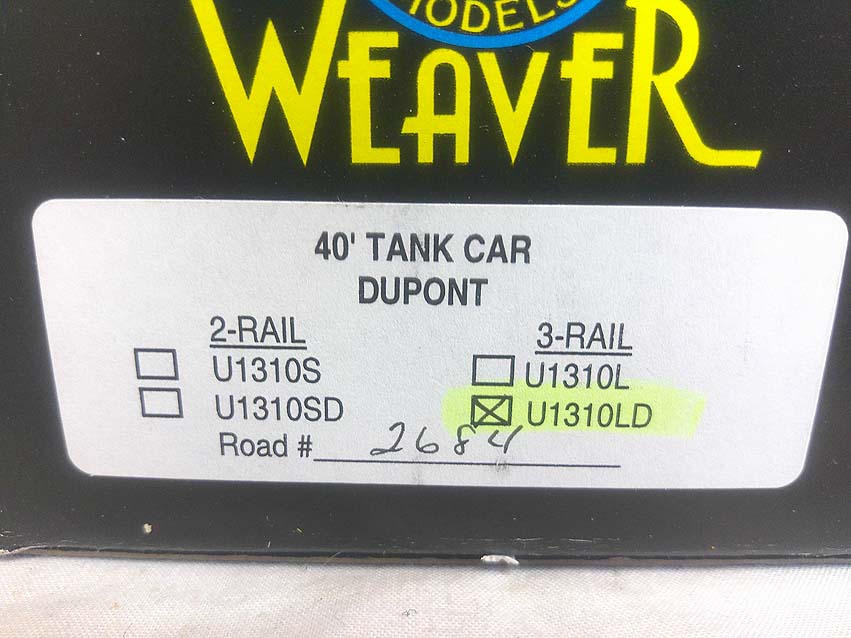 MODELS
WEAVER
40' TANK CAR
DUPONT
2-RAIL 3-RAIL
U1310S U1310L
U1310SD U1310LD
Road # 2684